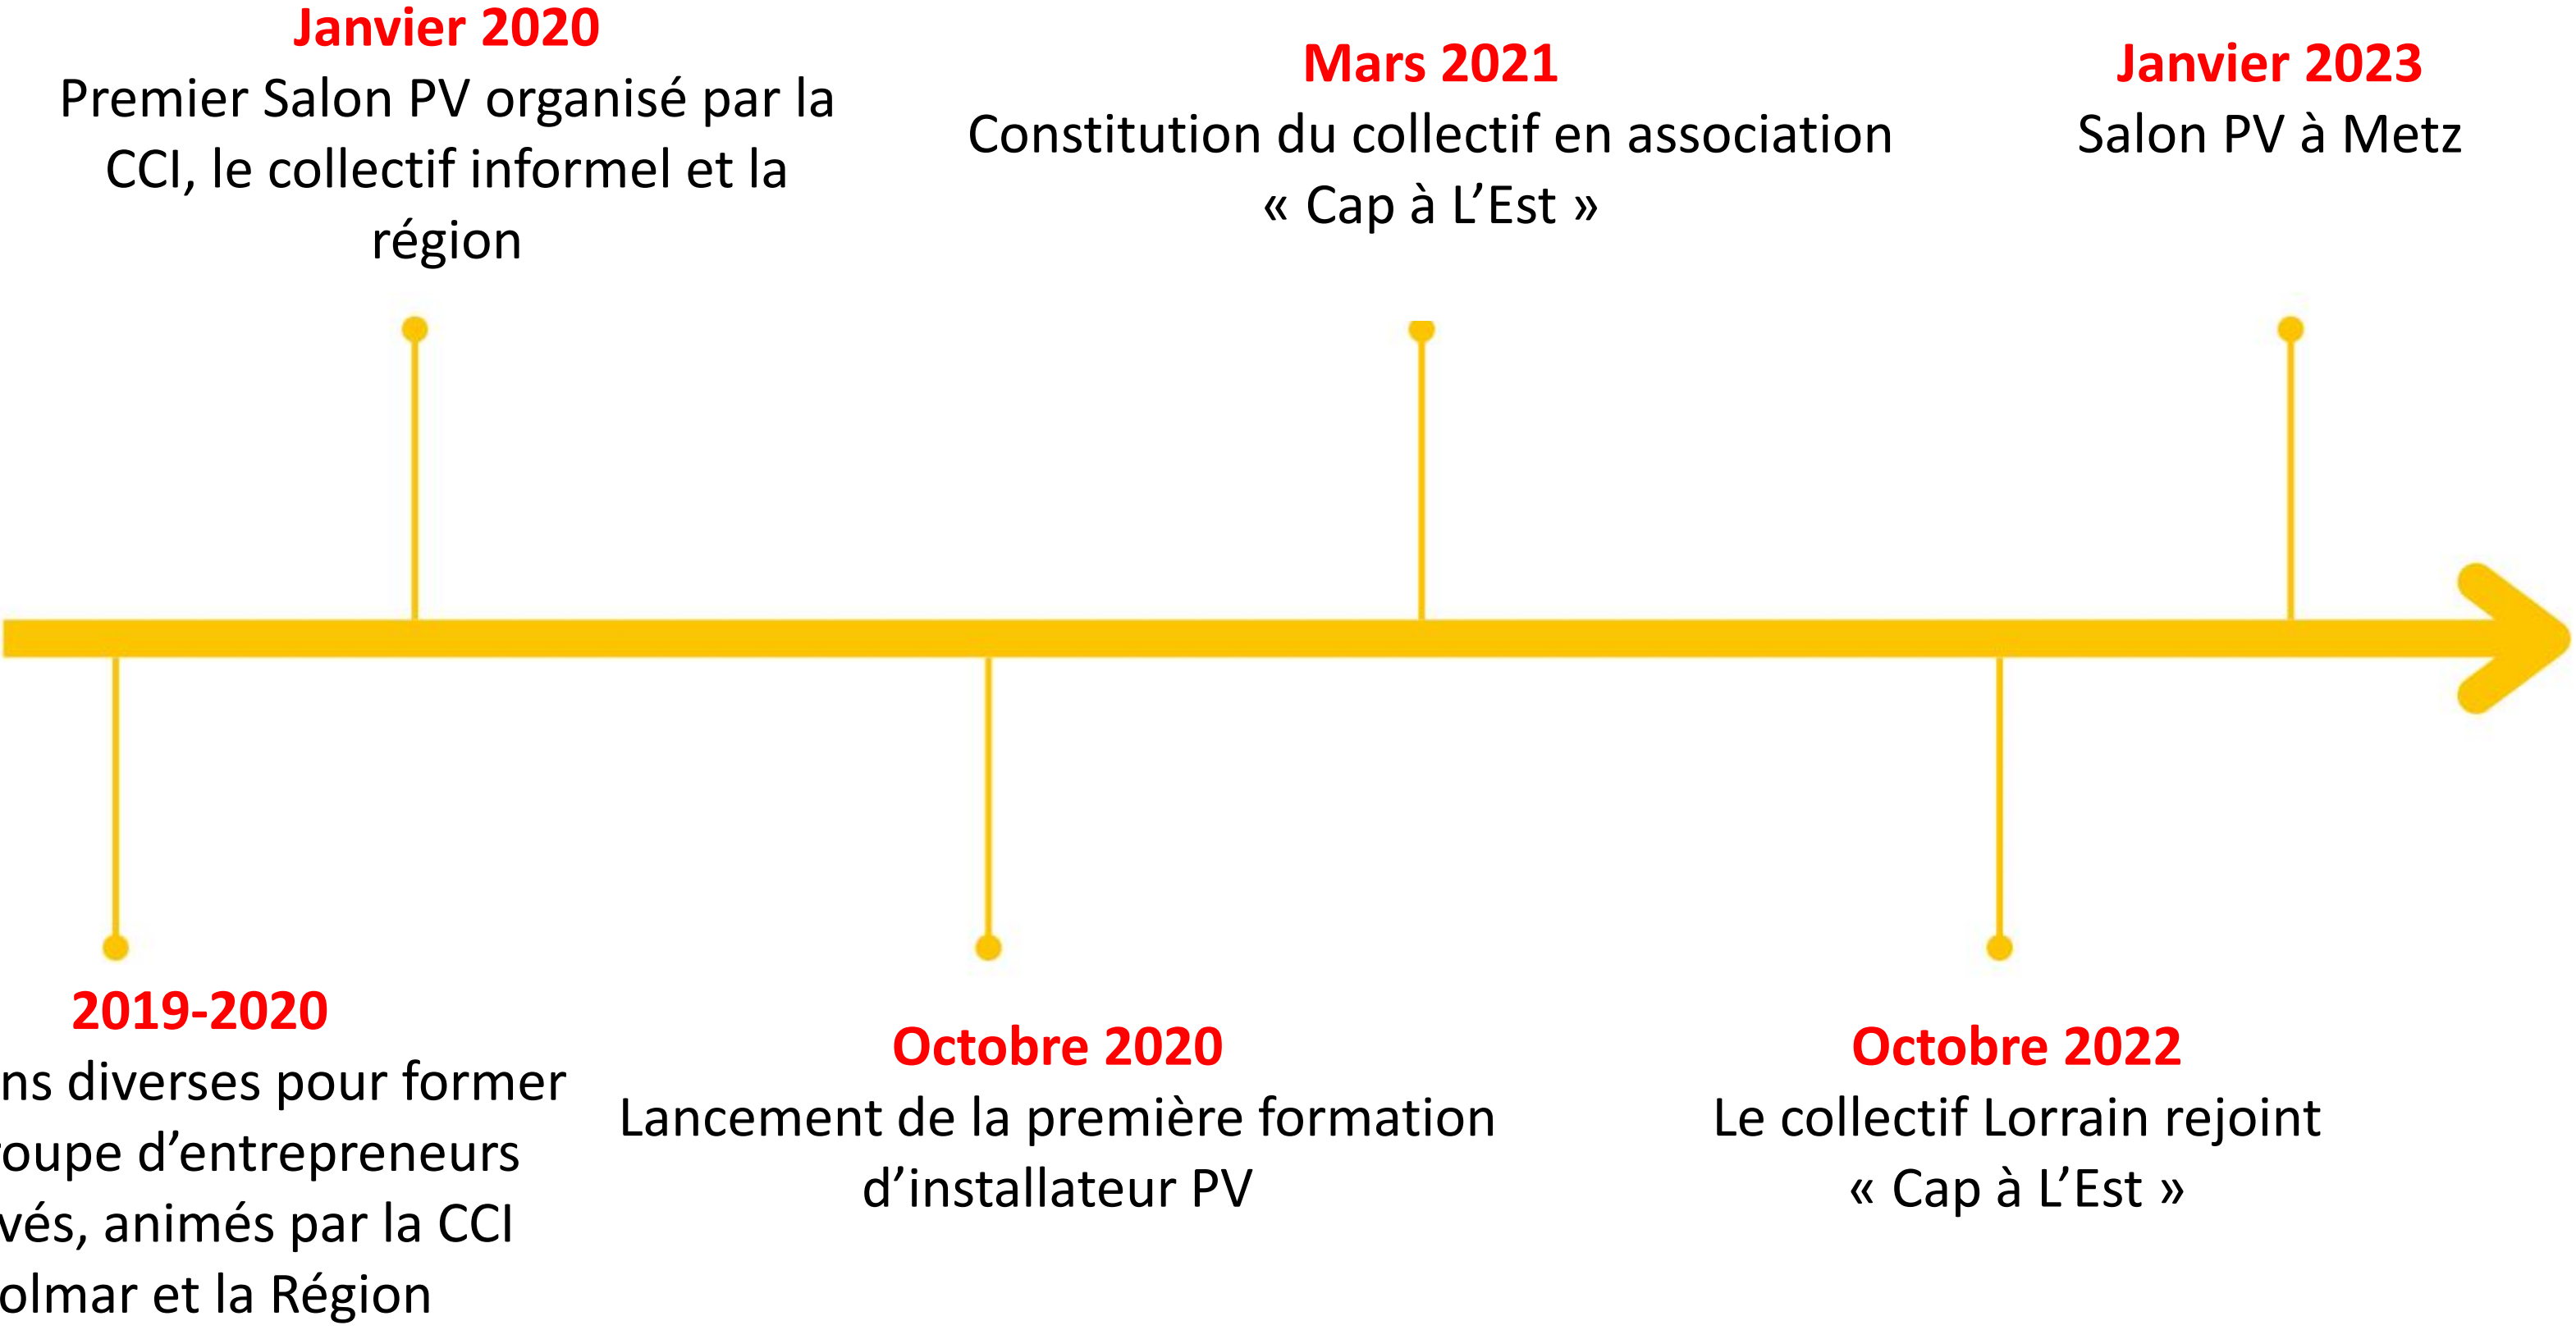 Janvier 2020
Premier Salon PV organisé par la
CCI, le collectif informel et la
région
Mars 2021
Constitution du collectif en association
« Cap à L’Est »
Janvier 2023
Salon PV à Metz
2019-2020
diverses pour former
d’entrepreneurs
animés par la CCI
et la Région
Octobre 2020
Lancement de la première formation
d’installateur PV
Octobre 2022
Le collectif Lorrain rejoint
« Cap à L’Est »